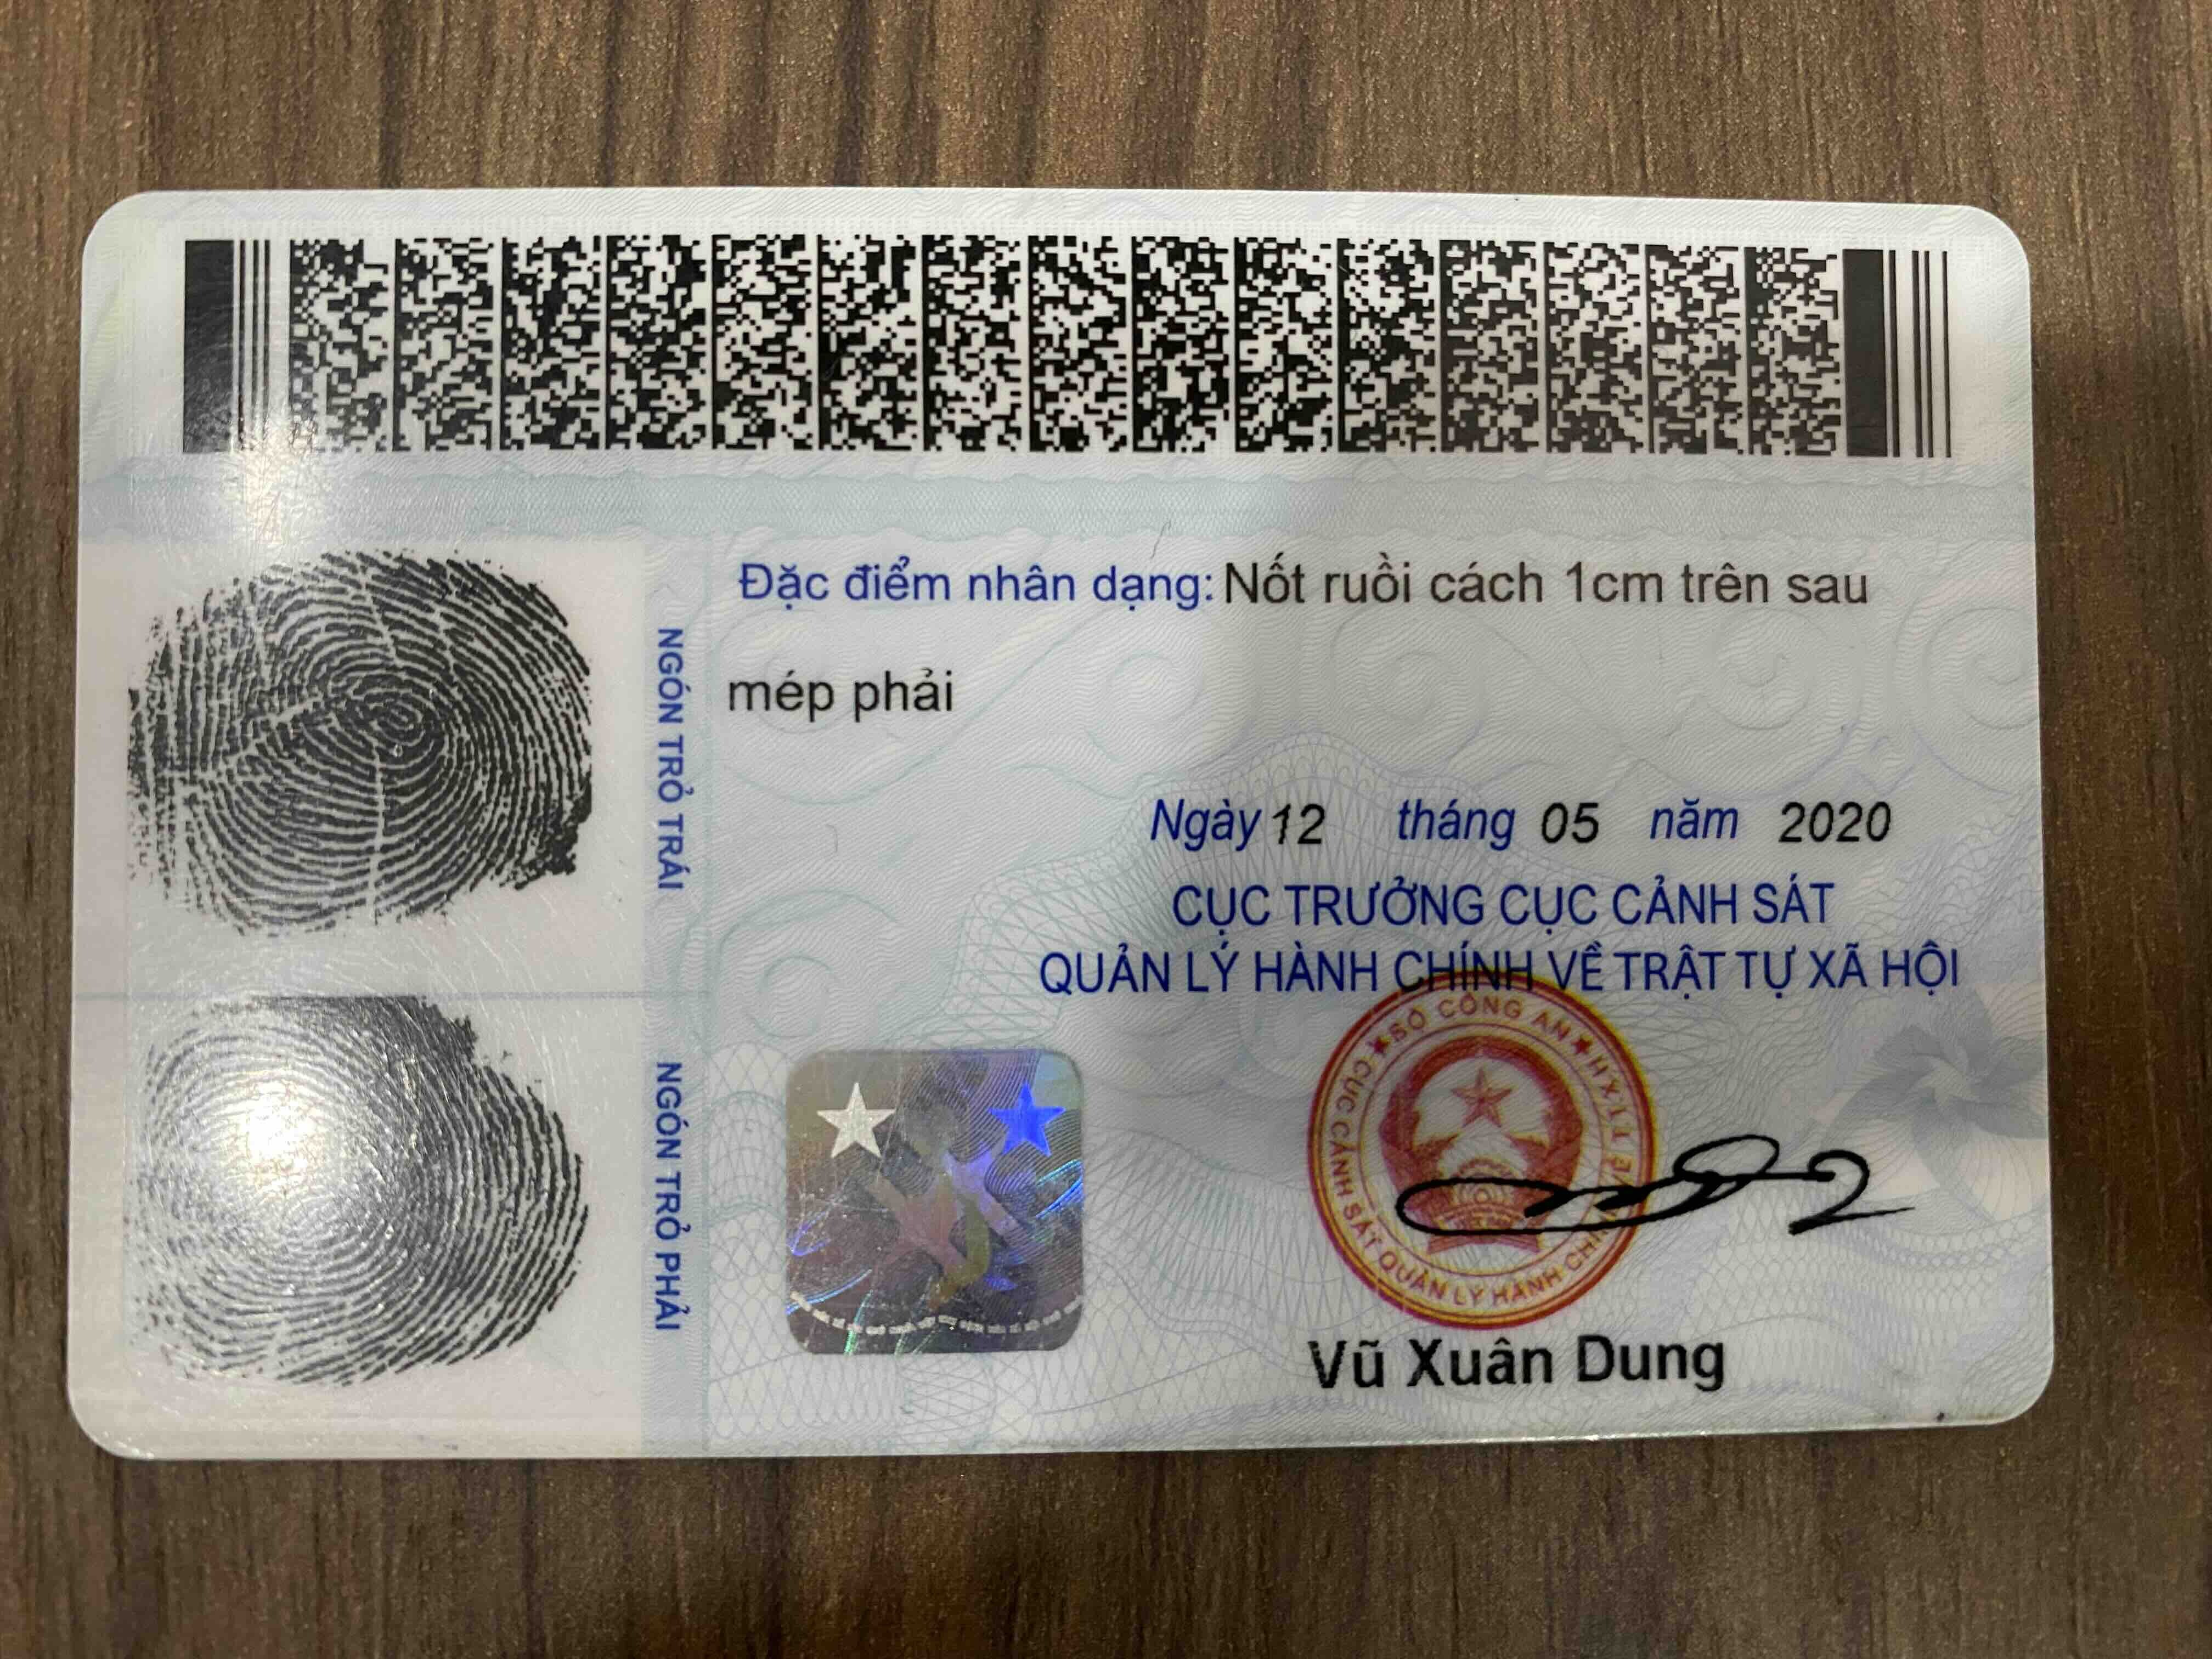 Đặc điểm nhân dạng: Nốt ruồi cách 1cm trên sau
mép phải
NGÓN TRỎ TRÁI
NGÓN TRỎ PHẢI
Ngày 12 tháng 05 năm 2020
CỤC TRƯỞNG CỤC CẢNH SÁT
QUẢN LÝ HÀNH CHÍNH VỀ TRẬT TỰ XÃ HỘI
BỘ CÔNG AN
CỤC CẢNH SÁT QUẢN LÝ HÀNH
Vũ Xuân Dung